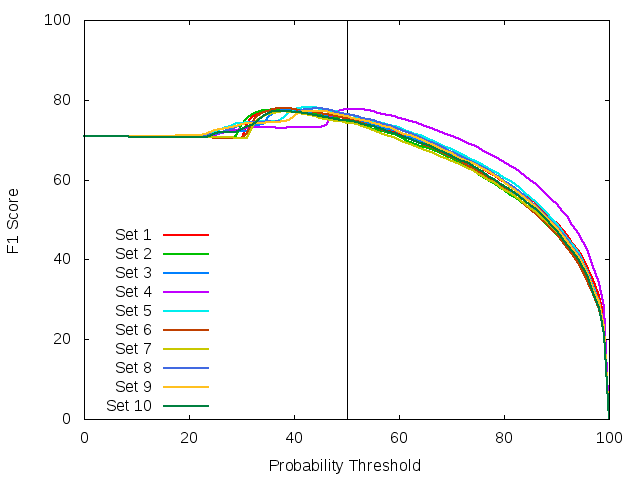 100
80
60
40
20
0
F1 Score
Set 1
Set 2
Set 3
Set 4
Set 5
Set 6
Set 7
Set 8
Set 9
Set 10
0 20 40 60 80 100
Probability Threshold